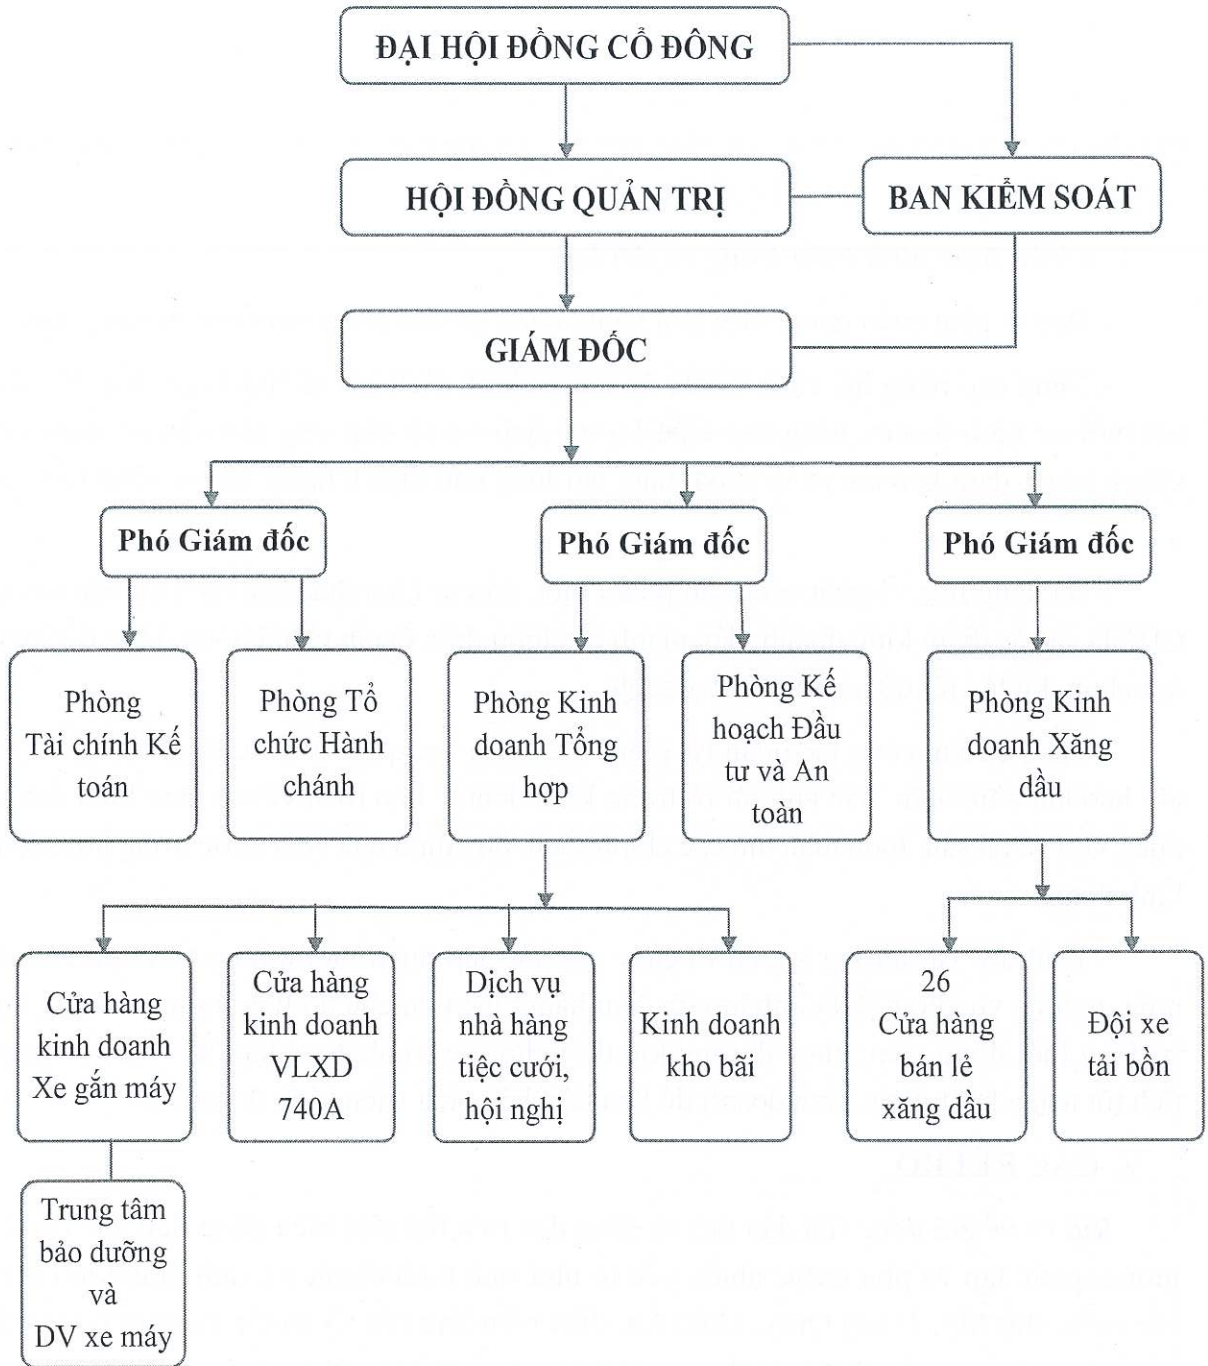 ĐẠI HỘI ĐỒNG CỔ ĐÔNG
HỘI ĐỒNG QUẢN TRỊ
BAN KIỂM SOÁT
GIÁM ĐỐC
Phó Giám đốc
Phó Giám đốc
Phó Giám đốc
Phòng
Tài chính Kế
toán
Phòng Tổ
chức Hành
chánh
Phòng Kinh
doanh Tổng
hợp
Phòng Kế
hoạch Đầu
tư và An
toàn
Phòng Kinh
doanh Xăng
dầu
Cửa hàng
kinh doanh
Xe gắn máy
Cửa hàng
kinh doanh
VLXD
740A
Dịch vụ
nhà hàng
tiệc cưới,
hội nghị
Kinh doanh
kho bãi
26
Cửa hàng
bán lẻ
xăng dầu
Đội xe
tải bồn
Trung tâm
bảo dưỡng
và
DV xe máy